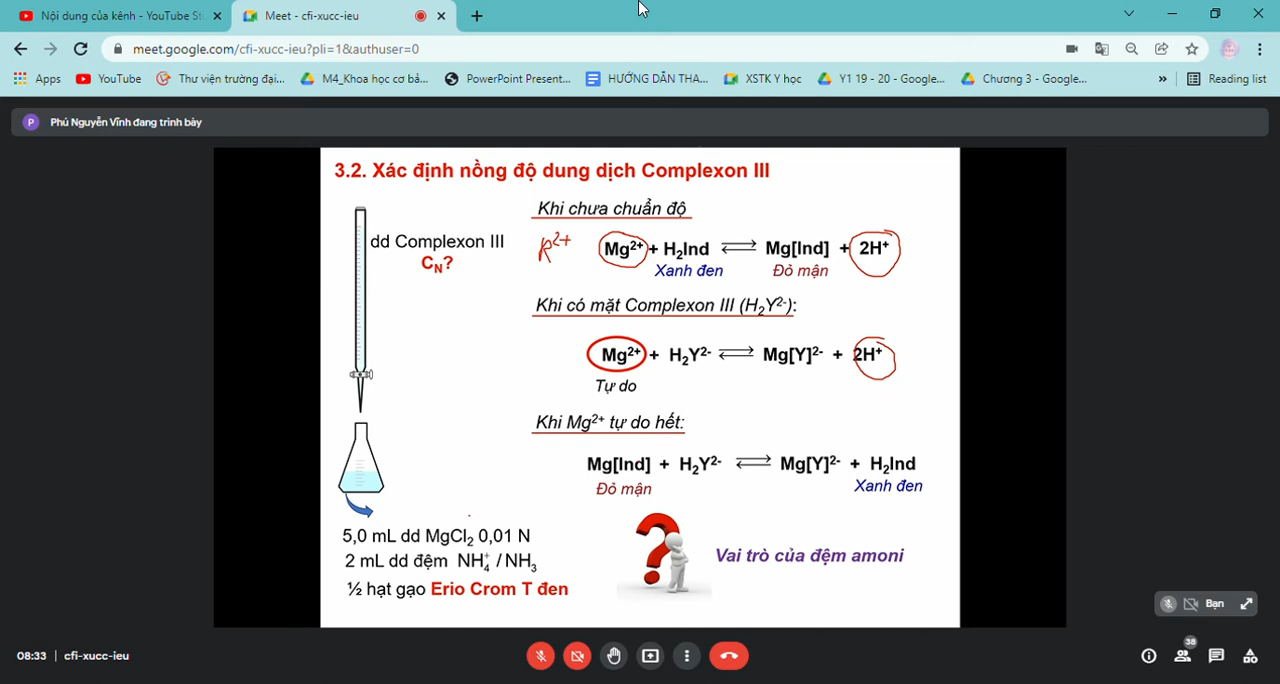 Nội dung của kênh - YouTube St
Meet - cfi-xucc-ieu
meet.google.com/cfi-xucc-ieu?pli=1&authuser=0
Apps YouTube Thư viện trường đại... M4_Khoa học cơ bả... PowerPoint Present... HƯỚNG DẪN THA... XSTK Y học Y1 19 - 20 - Google... Chương 3 - Google... » Reading list
P Phú Nguyễn Vĩnh đang trình bày
3.2. Xác định nồng độ dung dịch Complexon III
Khi chưa chuẩn độ
dd Complexon III
C_N?
R²⁺ Mg²⁺ + H₂Ind ⇌ Mg[Ind] + 2H⁺
Xanh đen Đỏ mận
Khi có mặt Complexon III (H₂Y²⁻):
Mg²⁺ + H₂Y²⁻ ⇌ Mg[Y]²⁻ + 2H⁺
Tự do
Khi Mg²⁺ tự do hết:
Mg[Ind] + H₂Y²⁻ ⇌ Mg[Y]²⁻ + H₂Ind
Đỏ mận Xanh đen
5,0 mL dd MgCl₂ 0,01 N
2 mL dd đệm NH₄⁺ / NH₃
½ hạt gạo Erio Crom T đen
Vai trò của đệm amoni
Bạn
08:33 | cfi-xucc-ieu
38